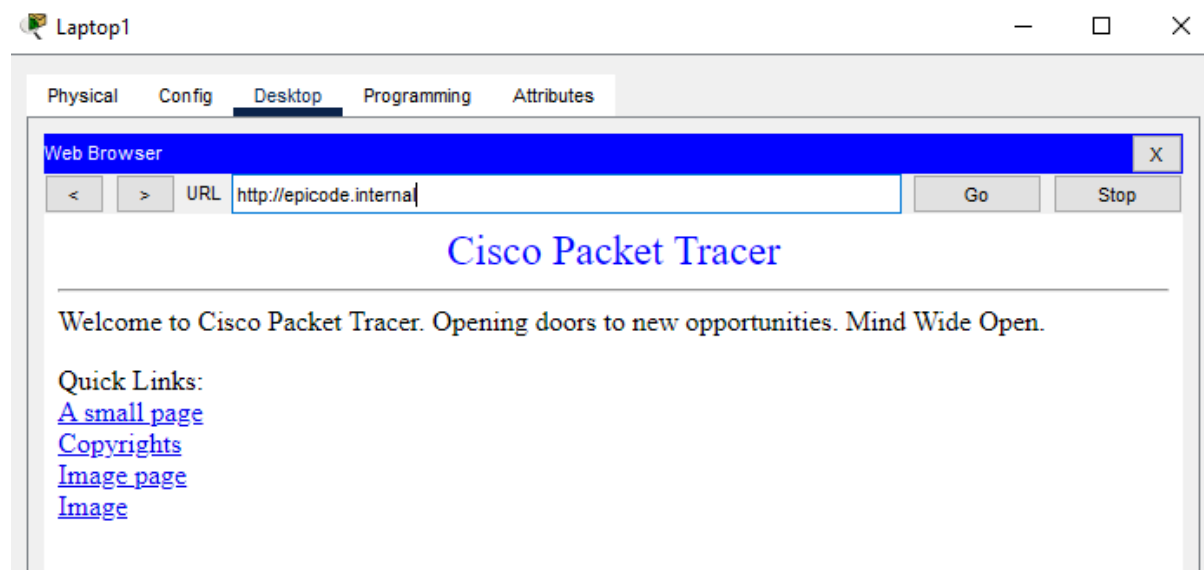 Laptop1
Physical Config Desktop Programming Attributes
Web Browser X
< > URL http://epicode.internal Go Stop
Cisco Packet Tracer
Welcome to Cisco Packet Tracer. Opening doors to new opportunities. Mind Wide Open.
Quick Links:
A small page
Copyrights
Image page
Image